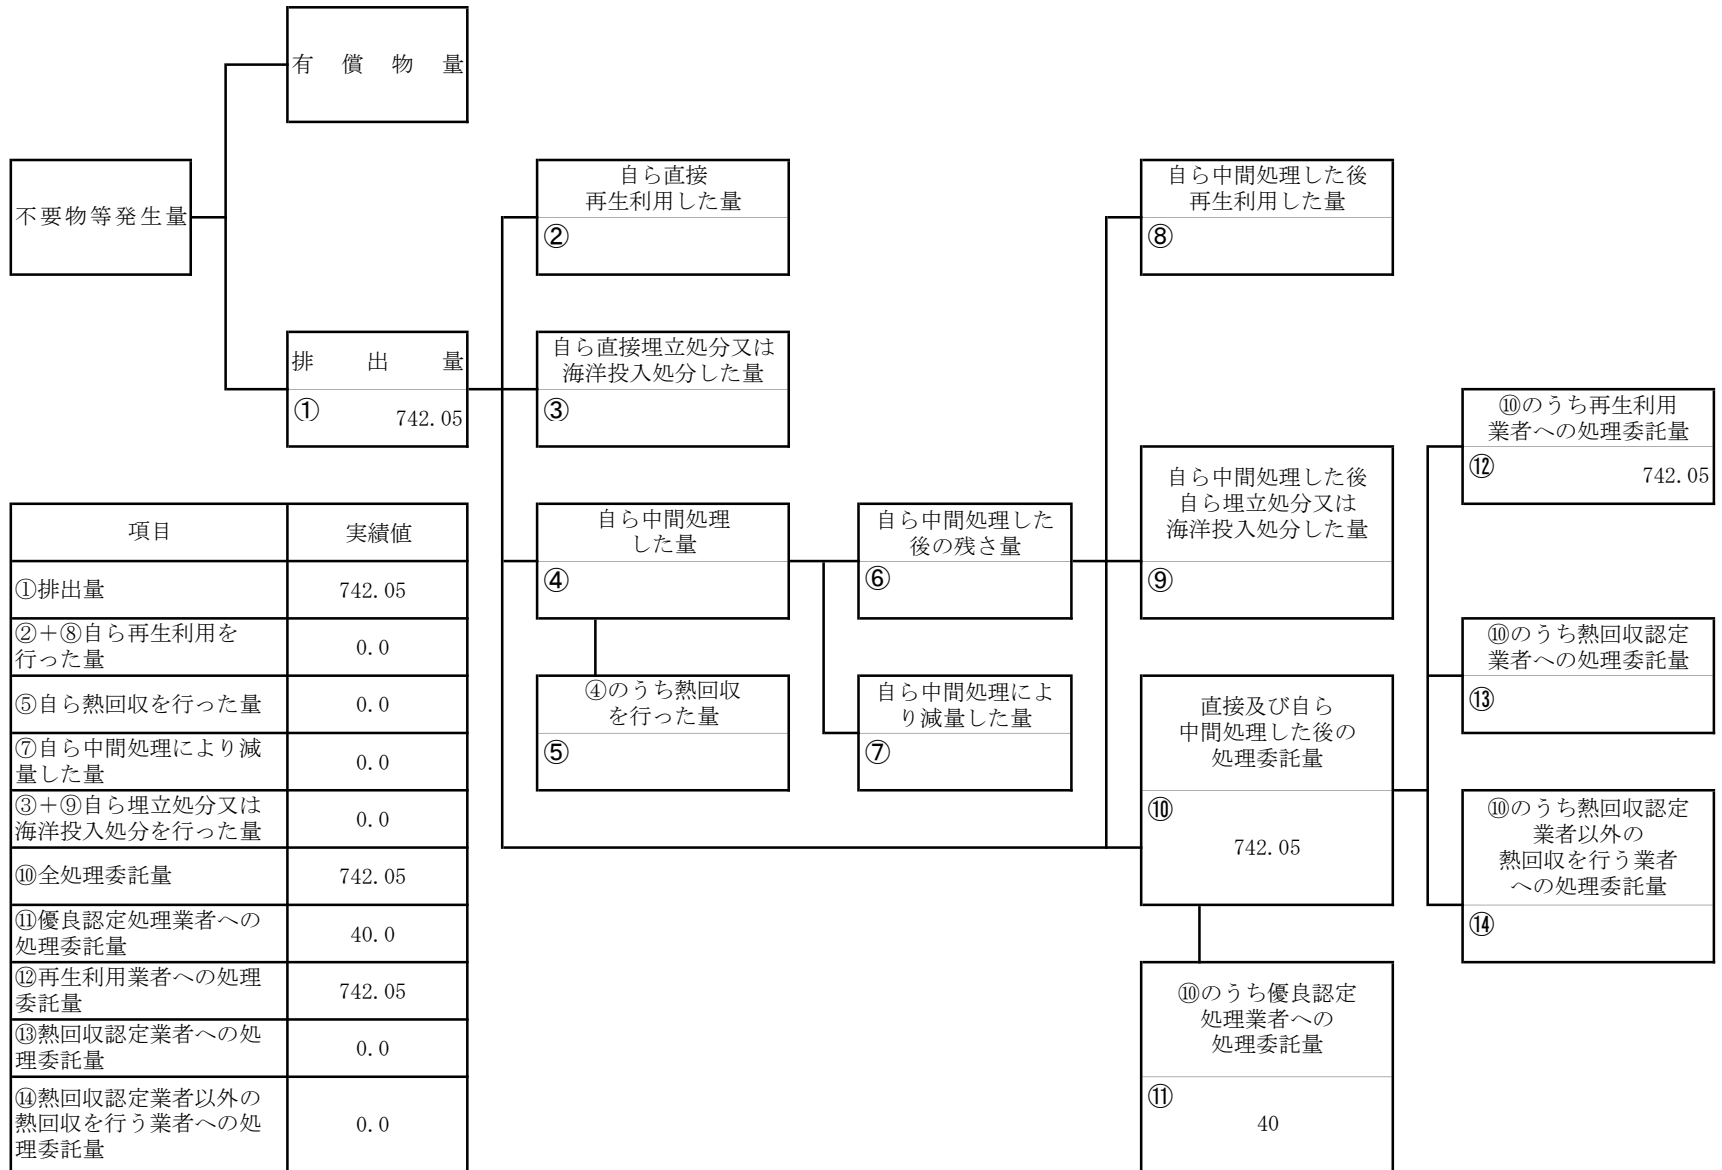 有償物量
不要物等発生量
自ら直接
再生利用した量
②
自ら中間処理した後
再生利用した量
⑧
排出量
① 742.05
自ら直接埋立処分又は
海洋投入処分した量
③
⑩のうち再生利用
業者への処理委託量
⑫ 742.05
自ら中間処理
した量
④
自ら中間処理した
後の残さ量
⑥
自ら中間処理した後
自ら埋立処分又は
海洋投入処分した量
⑨
⑩のうち熱回収認定
業者への処理委託量
⑬
④のうち熱回収
を行った量
⑤
自ら中間処理によ
り減量した量
⑦
直接及び自ら
中間処理した後の
処理委託量
⑩
742.05
⑩のうち熱回収認定
業者以外の
熱回収を行う業者
への処理委託量
⑭
⑩のうち優良認定
処理業者への
処理委託量
⑪
40
項目 実績値
①排出量 742.05
②＋⑧自ら再生利用を
行った量 0.0
⑤自ら熱回収を行った量 0.0
⑦自ら中間処理により減
量した量 0.0
③＋⑨自ら埋立処分又は
海洋投入処分を行った量 0.0
⑩全処理委託量 742.05
⑪優良認定処理業者への
処理委託量 40.0
⑫再生利用業者への処理
委託量 742.05
⑬熱回収認定業者への処
理委託量 0.0
⑭熱回収認定業者以外の
熱回収を行う業者への処
理委託量 0.0